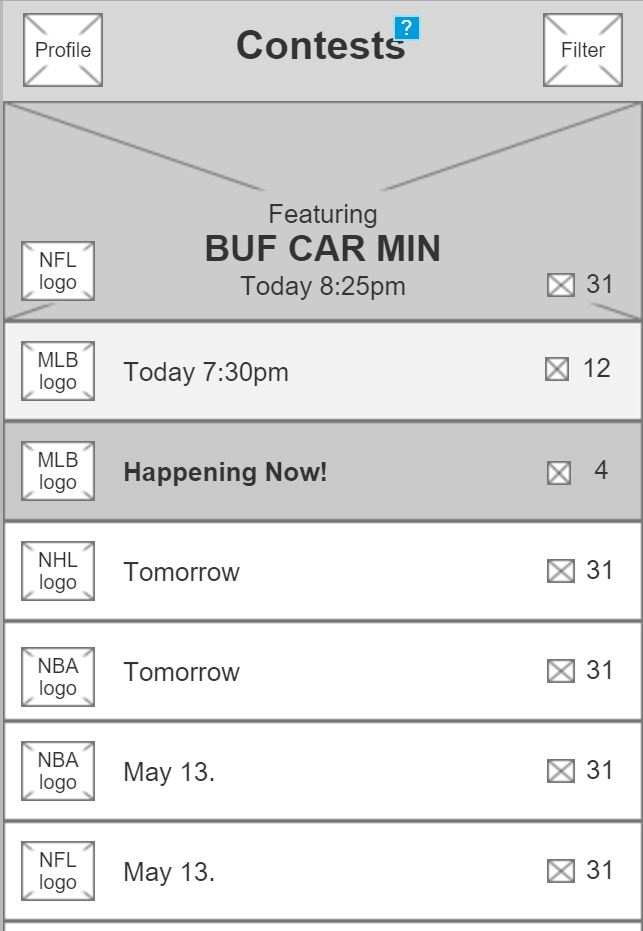 Profile
Contests
?
Filter
Featuring
BUF CAR MIN
Today 8:25pm
NFL
logo
31
MLB
logo
Today 7:30pm
12
MLB
logo
Happening Now!
4
NHL
logo
Tomorrow
31
NBA
logo
Tomorrow
31
NBA
logo
May 13.
31
NFL
logo
May 13.
31